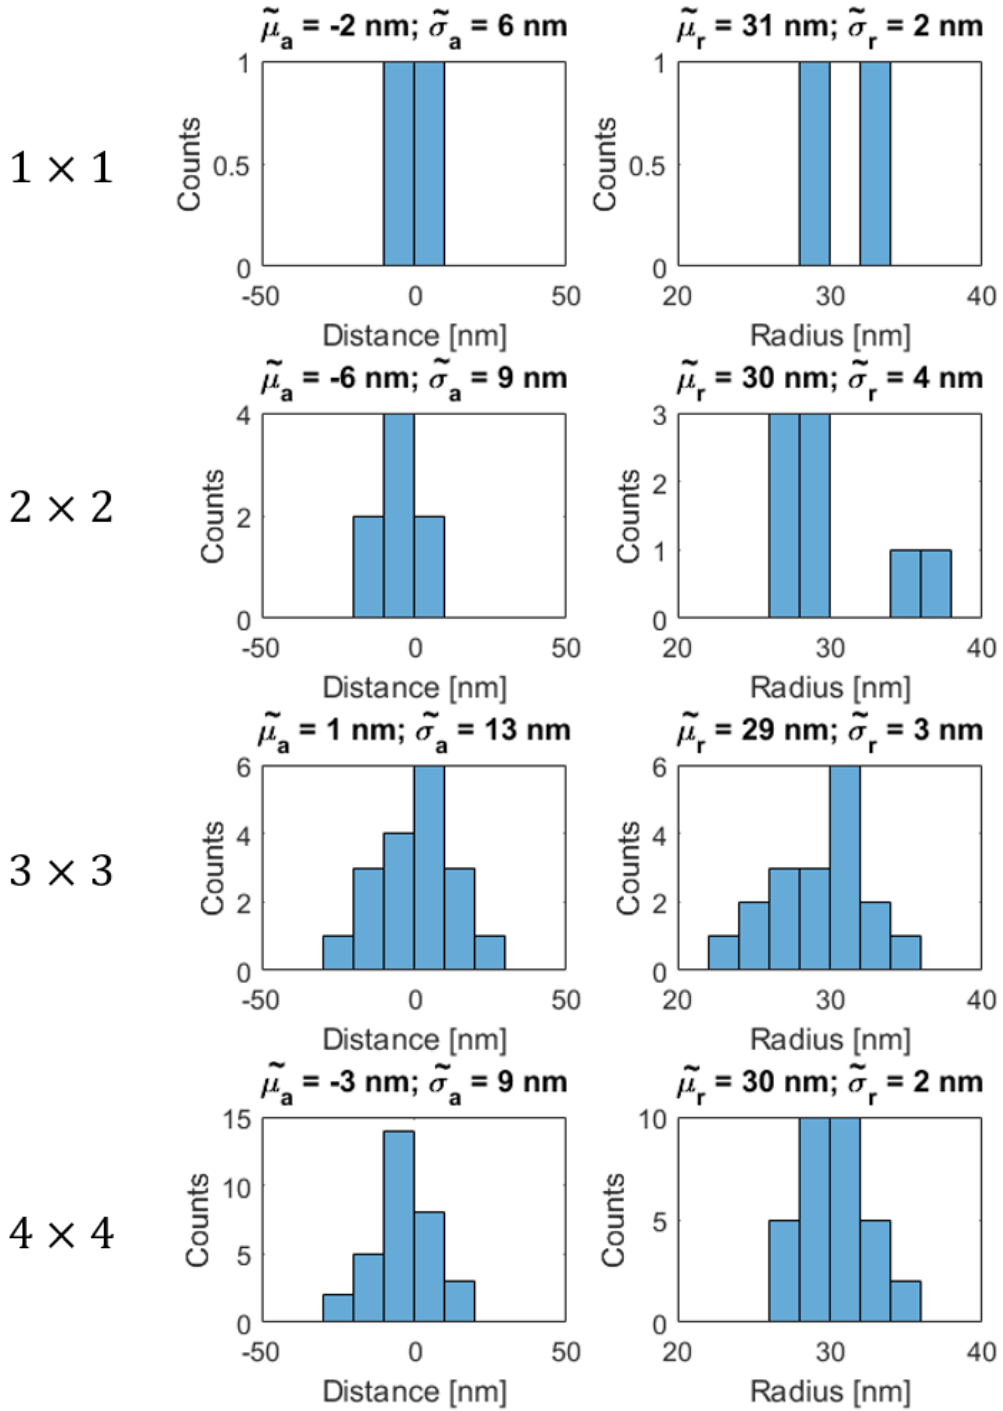 μ̃a = -2 nm; σ̃a = 6 nm
μ̃r = 31 nm; σ̃r = 2 nm
1 × 1
Counts
1
0.5
0
-50 0 50
Distance [nm]
Counts
1
0.5
0
20 30 40
Radius [nm]
μ̃a = -6 nm; σ̃a = 9 nm
μ̃r = 30 nm; σ̃r = 4 nm
2 × 2
Counts
4
2
0
-50 0 50
Distance [nm]
Counts
3
2
1
0
20 30 40
Radius [nm]
μ̃a = 1 nm; σ̃a = 13 nm
μ̃r = 29 nm; σ̃r = 3 nm
3 × 3
Counts
6
4
2
0
-50 0 50
Distance [nm]
Counts
6
4
2
0
20 30 40
Radius [nm]
μ̃a = -3 nm; σ̃a = 9 nm
μ̃r = 30 nm; σ̃r = 2 nm
4 × 4
Counts
15
10
5
0
-50 0 50
Distance [nm]
Counts
10
5
0
20 30 40
Radius [nm]